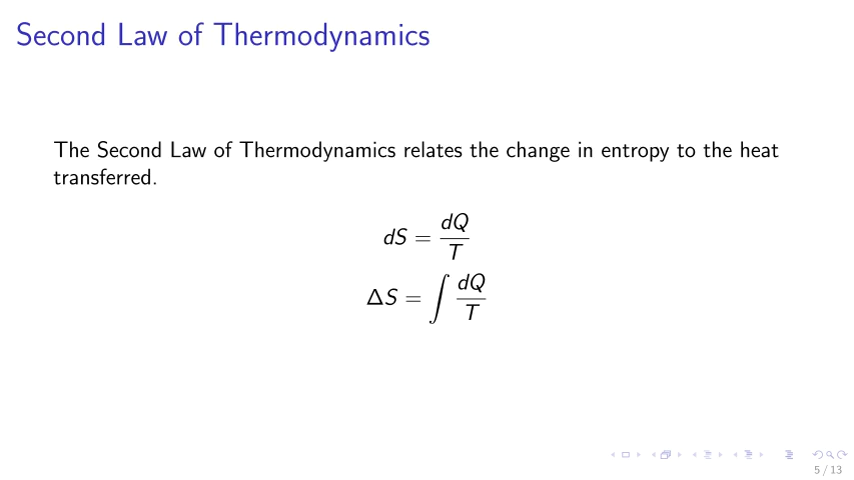 Second Law of Thermodynamics
The Second Law of Thermodynamics relates the change in entropy to the heat
transferred.
dS = dQ/T
ΔS = ∫ dQ/T
5 / 13